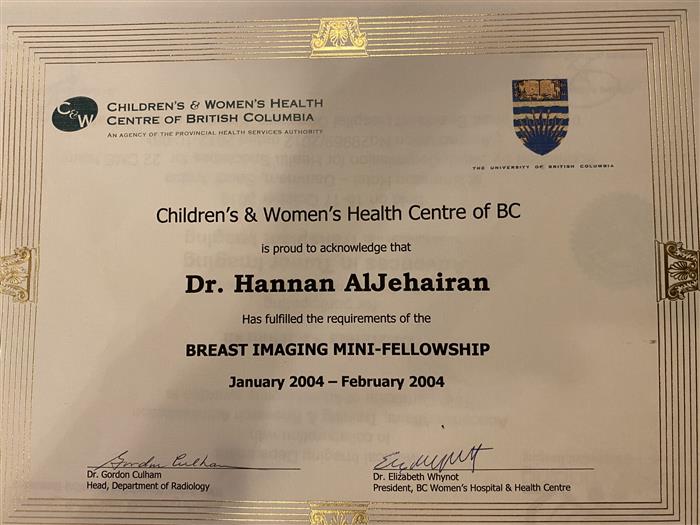 C&W
CHILDREN'S & WOMEN'S HEALTH
CENTRE OF BRITISH COLUMBIA
AN AGENCY OF THE PROVINCIAL HEALTH SERVICES AUTHORITY
THE UNIVERSITY OF BRITISH COLUMBIA
Children's & Women's Health Centre of BC
is proud to acknowledge that
Dr. Hannan AlJehairan
Has fulfilled the requirements of the
BREAST IMAGING MINI-FELLOWSHIP
January 2004 – February 2004
Gordon Culham
Dr. Gordon Culham
Head, Department of Radiology
Dr. Elizabeth Whynot
President, BC Women's Hospital & Health Centre